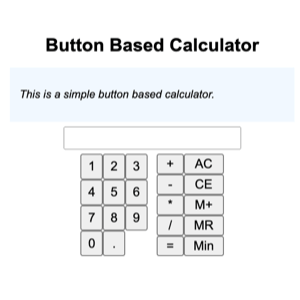 Button Based Calculator
This is a simple button based calculator.
1 2 3 + AC
4 5 6 - CE
7 8 9 * M+
0 . / MR
= Min